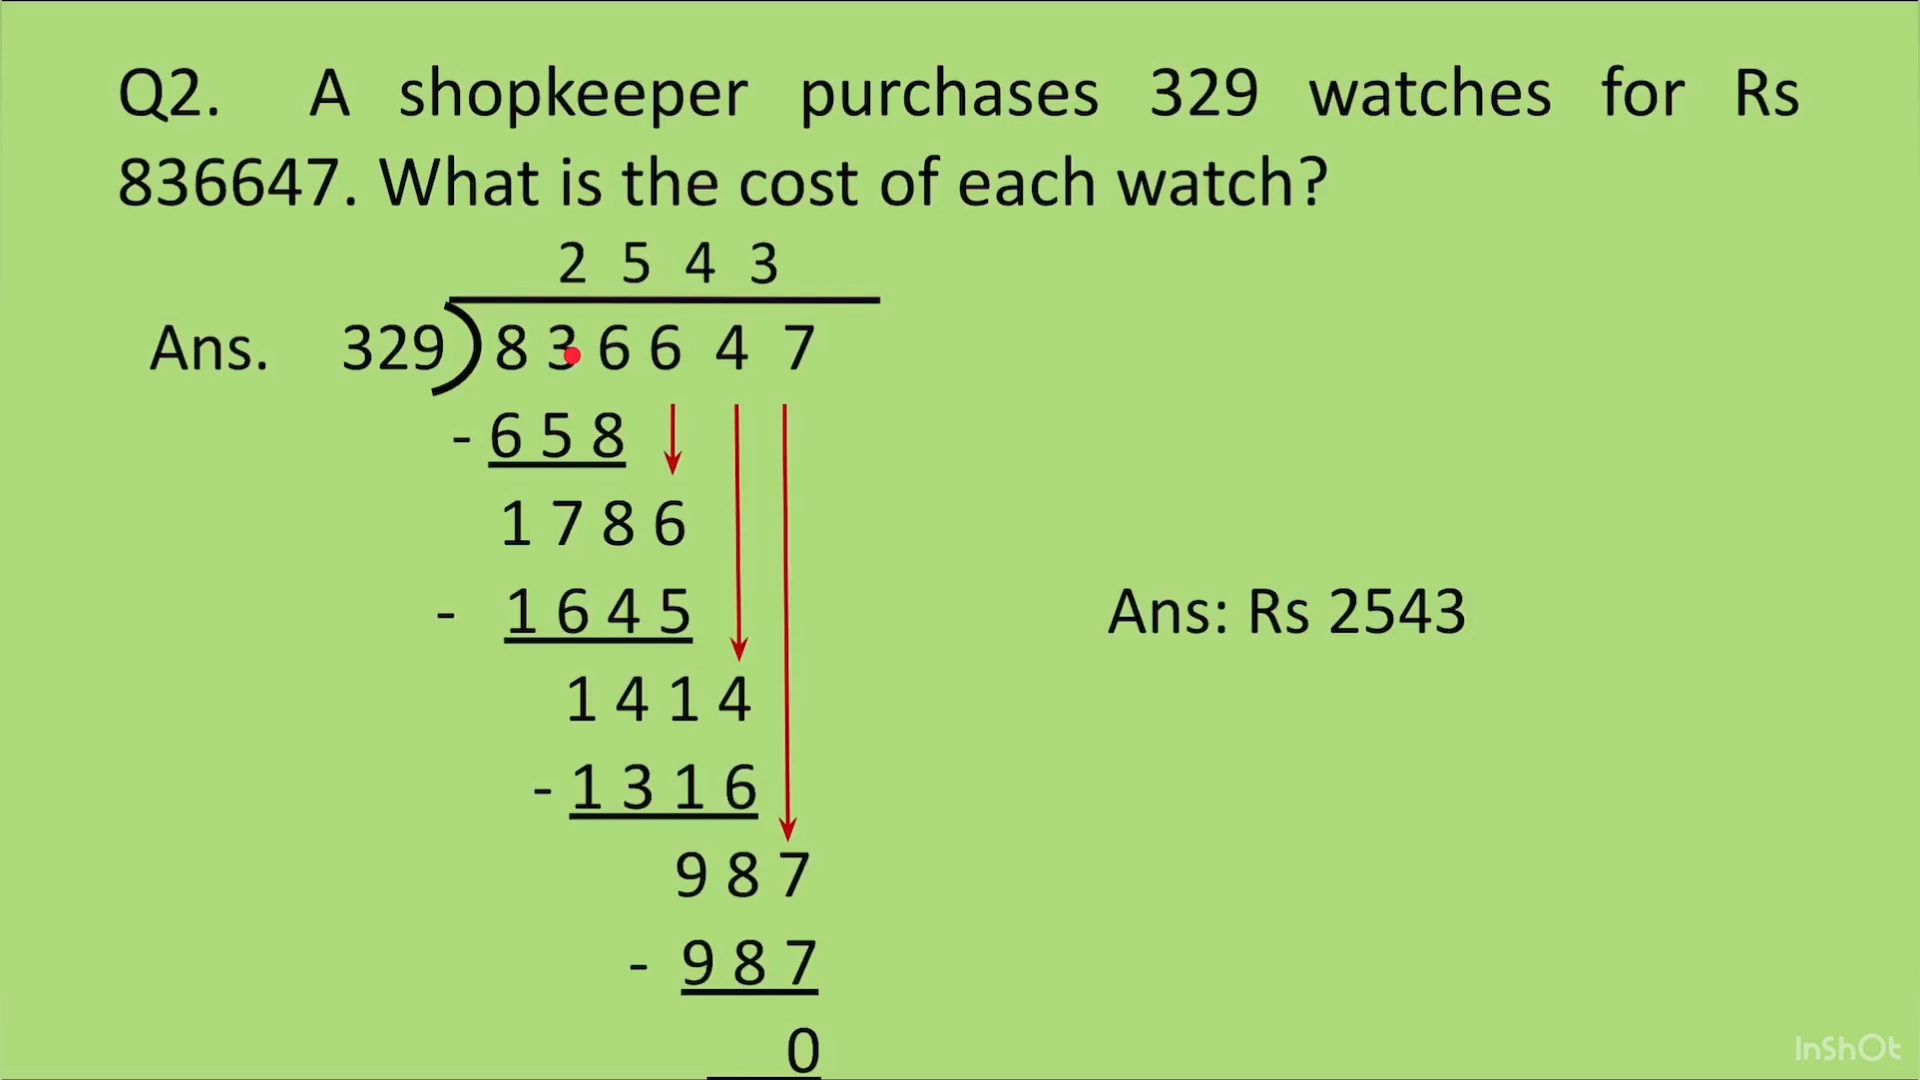 Q2. A shopkeeper purchases 329 watches for Rs
836647. What is the cost of each watch?
2 5 4 3
Ans. 329 ) 8 3 6 6 4 7
- 6 5 8
1 7 8 6
- 1 6 4 5
Ans: Rs 2543
1 4 1 4
- 1 3 1 6
9 8 7
- 9 8 7
0
InShOt